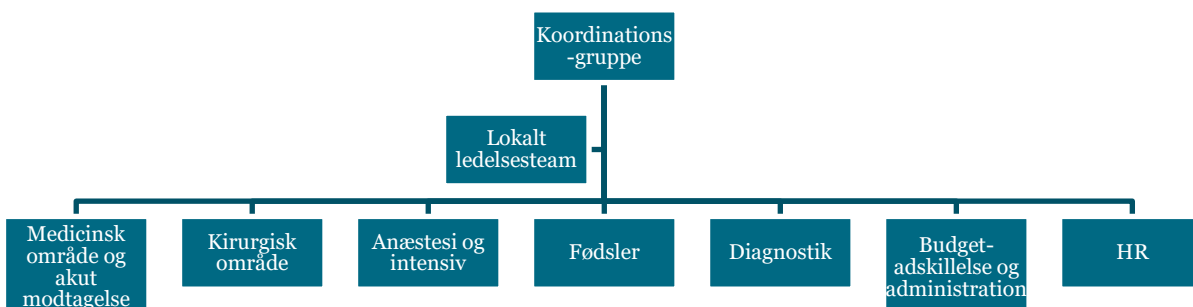 Koordinations
-gruppe
Lokalt
ledelsesteam
Medicinsk
område og
akut
modtagelse
Kirurgisk
område
Anæstesi og
intensiv
Fødsler
Diagnostik
Budget-
adskillelse og
administration
HR